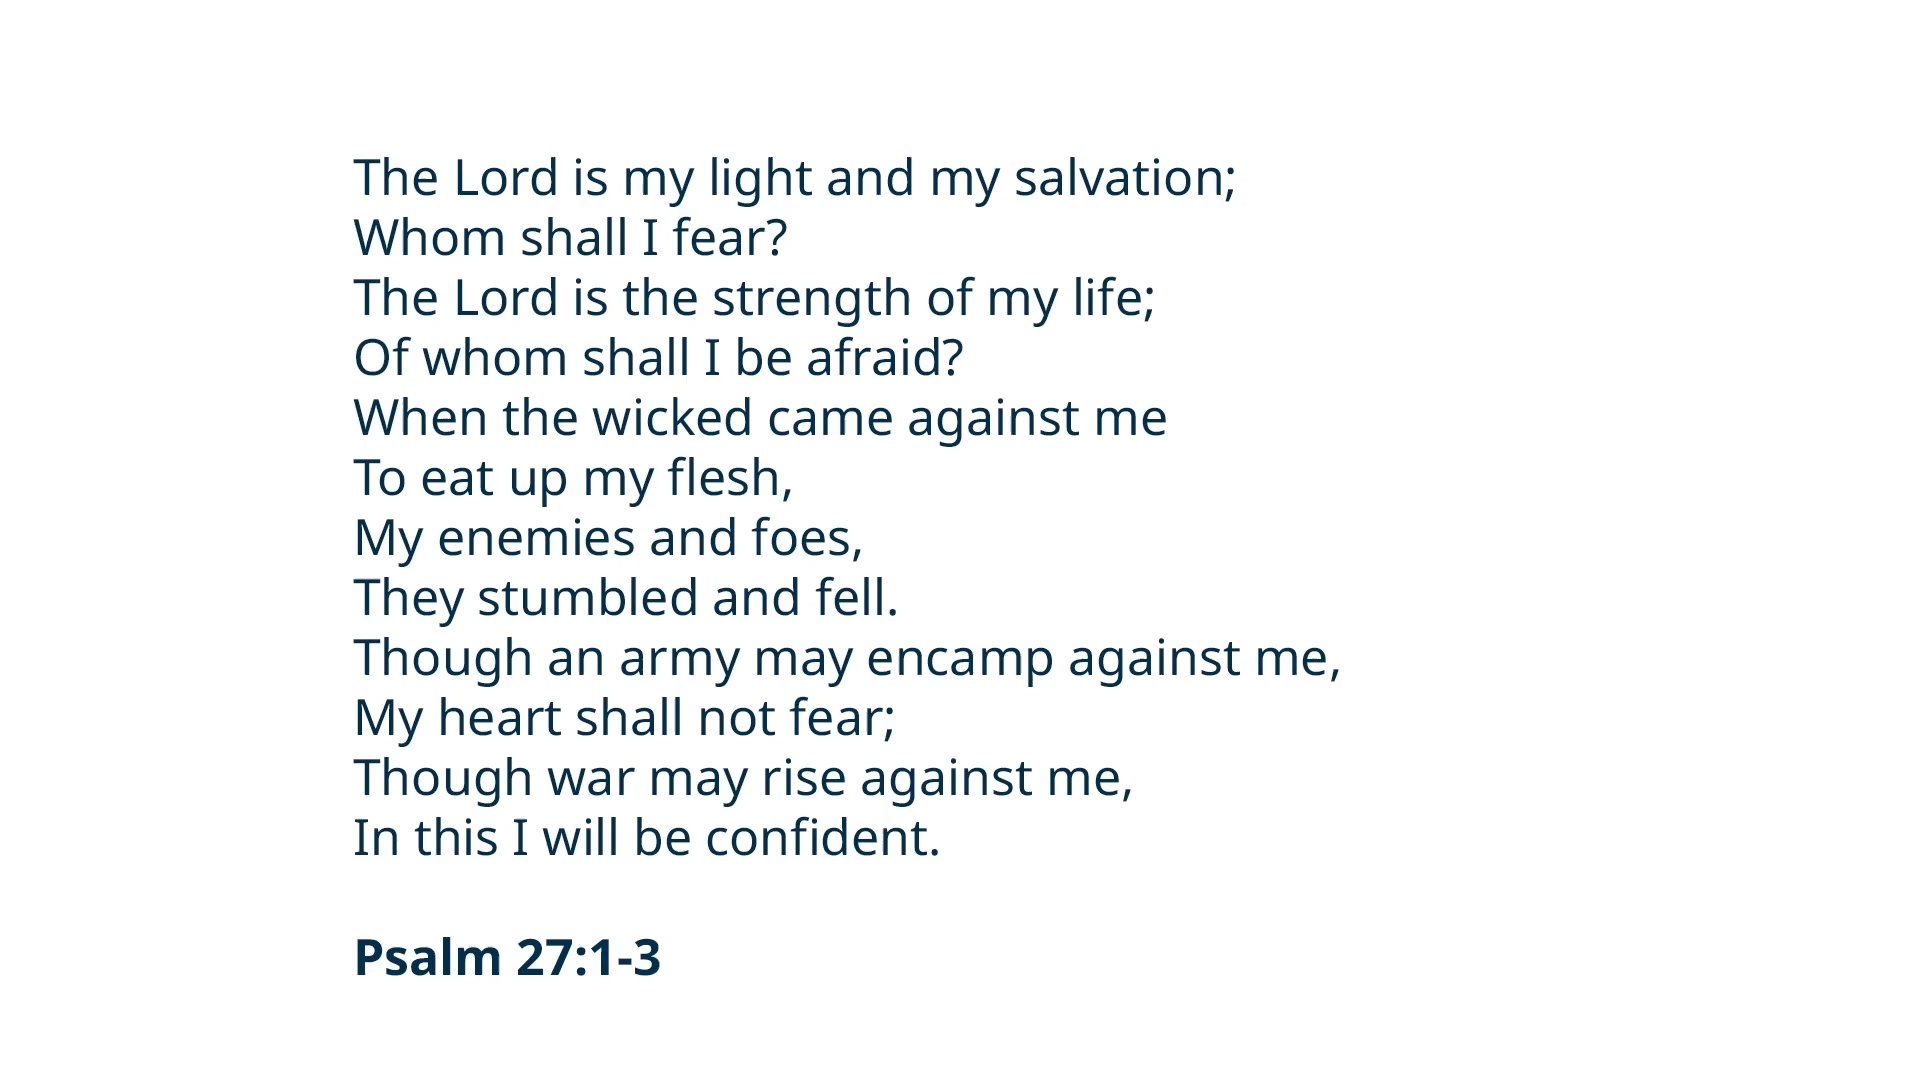 The Lord is my light and my salvation;
Whom shall I fear?
The Lord is the strength of my life;
Of whom shall I be afraid?
When the wicked came against me
To eat up my flesh,
My enemies and foes,
They stumbled and fell.
Though an army may encamp against me,
My heart shall not fear;
Though war may rise against me,
In this I will be confident.
Psalm 27:1-3